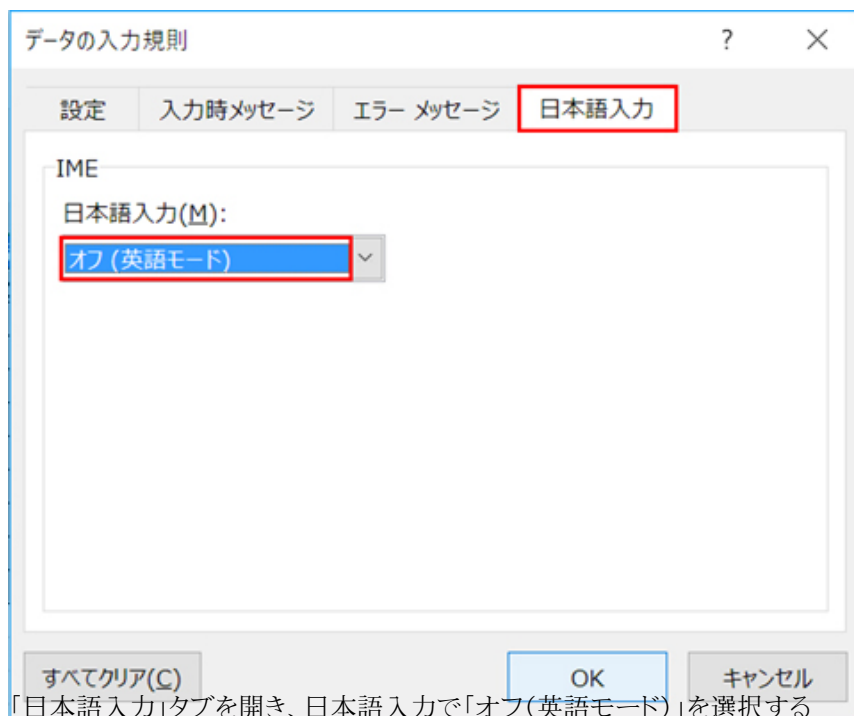 データの入力規則 ? ×
設定 入力時メッセージ エラー メッセージ 日本語入力
IME
日本語入力(M):
オフ (英語モード)
すべてクリア(C) OK キャンセル
「日本語入力」タブを開き、日本語入力で「オフ(英語モード)」を選択する